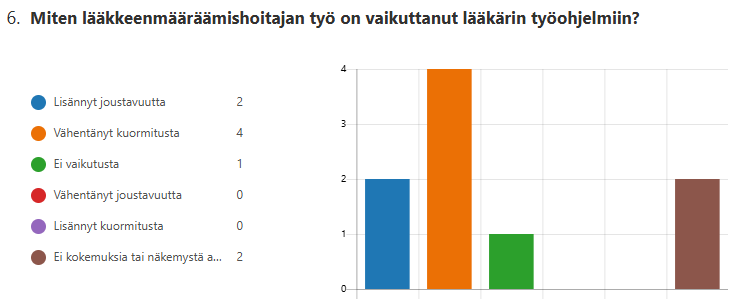 6. Miten lääkkeenmääräämishoitajan työ on vaikuttanut lääkärin työohjelmiin?
Lisännyt joustavuutta 2
Vähentänyt kuormitusta 4
Ei vaikutusta 1
Vähentänyt joustavuutta 0
Lisännyt kuormitusta 0
Ei kokemuksia tai näkemystä a... 2
4
3
2
1
0